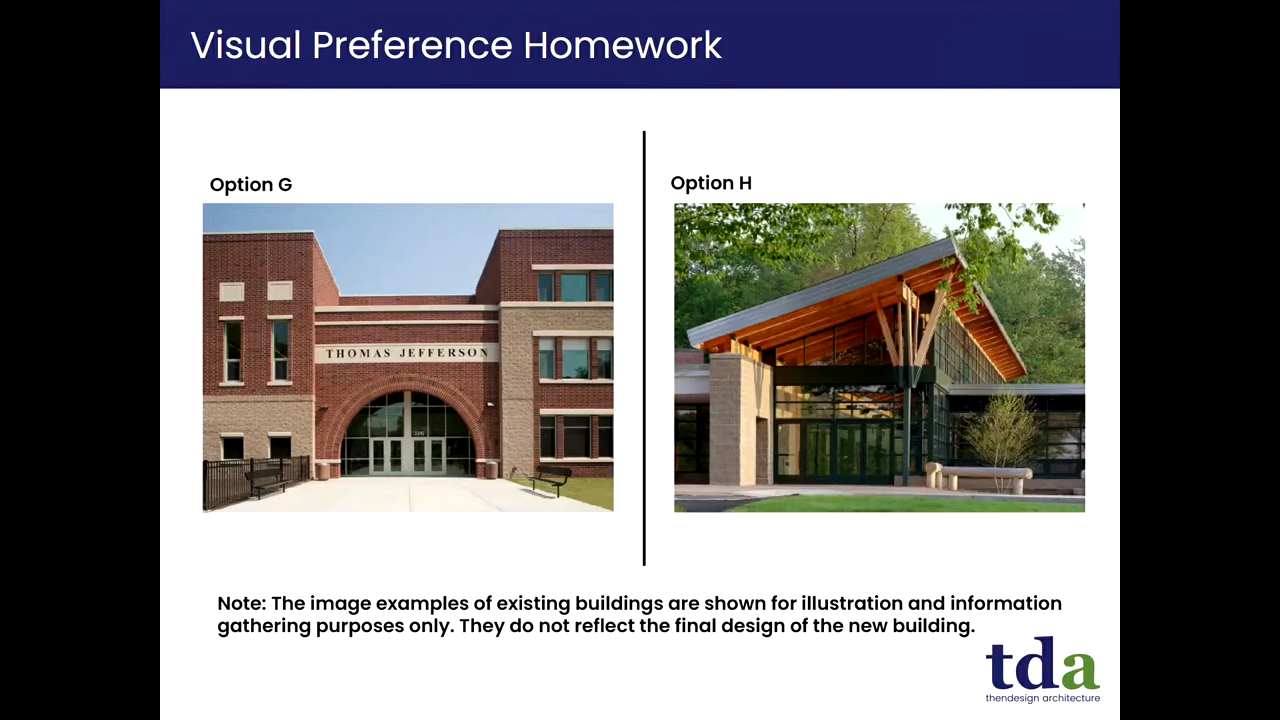 Visual Preference Homework
Option G
THOMAS JEFFERSON
Option H
Note: The image examples of existing buildings are shown for illustration and information
gathering purposes only. They do not reflect the final design of the new building.
tda
thendesign architecture